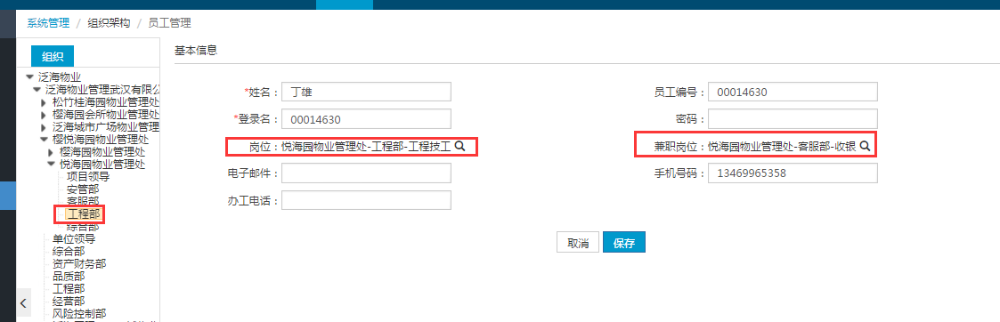 系统管理 / 组织架构 / 员工管理
组织
泛海物业
泛海物业管理武汉有限公
松竹桂海园物业管理处
樱海园会所物业管理处
泛海城市广场物业管理
樱悦海园物业管理处
樱海园物业管理处
悦海园物业管理处
项目领导
安管部
客服部
工程部
综合部
单位领导
综合部
资产财务部
品质部
工程部
经营部
风险控制部
基本信息
*姓名： 丁雄
员工编号： 00014630
*登录名： 00014630
密码：
岗位： 悦海园物业管理处-工程部-工程技工
兼职岗位： 悦海园物业管理处-客服部-收银
电子邮件：
手机号码： 13469965358
办工电话：
取消 保存